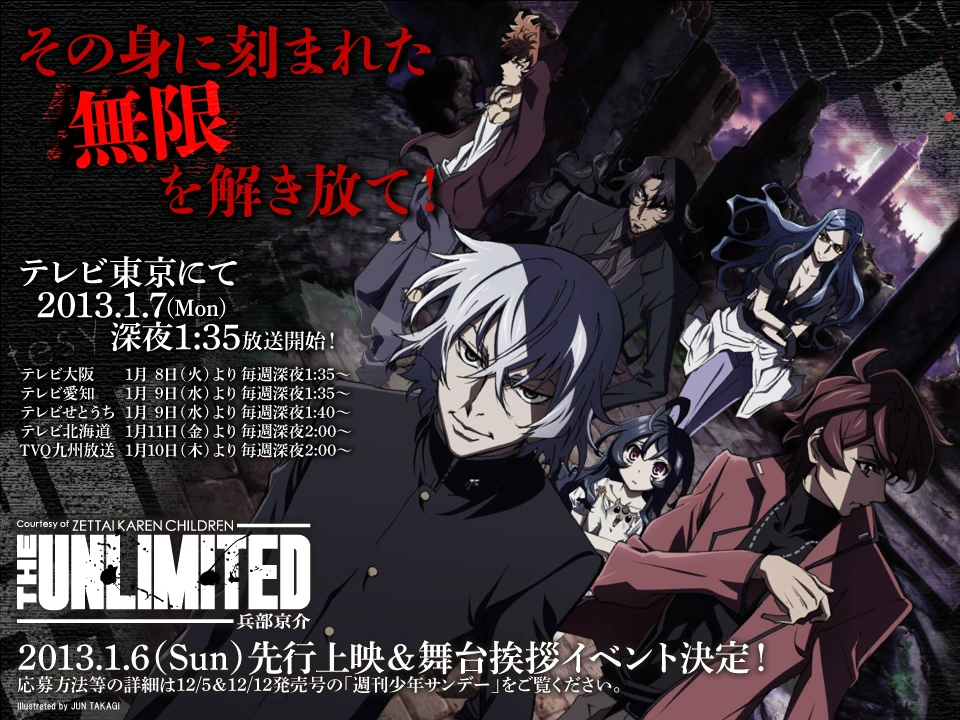 その身に刻まれた
無限
を解き放て!
テレビ東京にて
2013.1.7(Mon)
深夜1:35放送開始!
テレビ大阪 1月 8日(火)より 毎週深夜1:35~
テレビ愛知 1月 9日(水)より 毎週深夜1:35~
テレビせとうち 1月 9日(水)より 毎週深夜1:40~
テレビ北海道 1月11日(金)より 毎週深夜2:00~
TVQ九州放送 1月10日(木)より 毎週深夜2:00~
Courtesy of ZETTAI KAREN CHILDREN
THE UNLIMITED
兵部京介
2013.1.6(Sun)先行上映&舞台挨拶イベント決定!
応募方法等の詳細は12/5&12/12発売号の「週刊少年サンデー」をご覧ください。
Illustrated by JUN TAKAGI